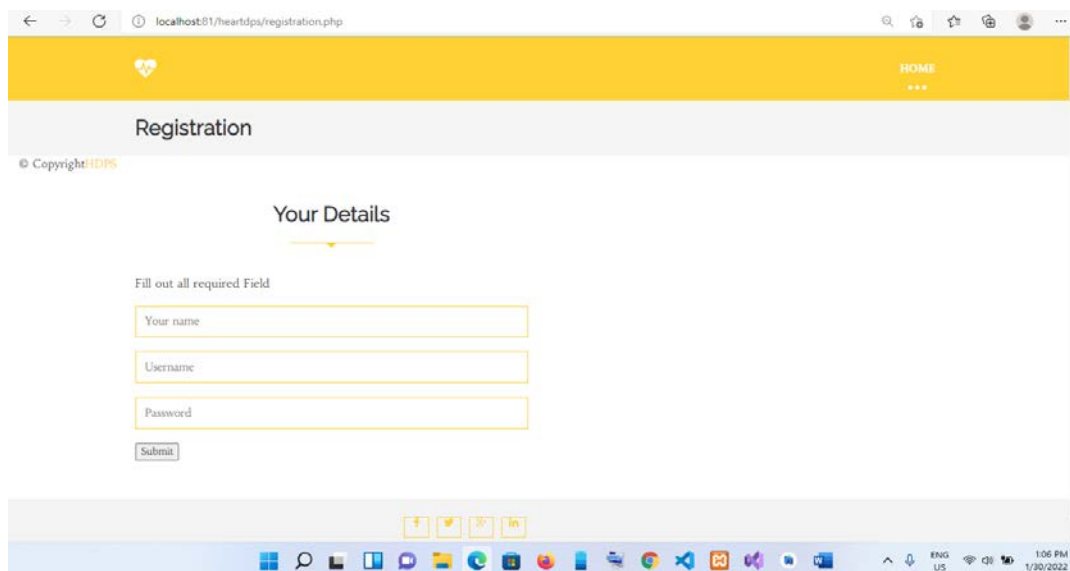 localhost:81/heartdps/registration.php
HOME
Registration
© CopyrightHDPS
Your Details
Fill out all required Field
Your name
Username
Password
Submit
ENG
US
1:06 PM
1/30/2022